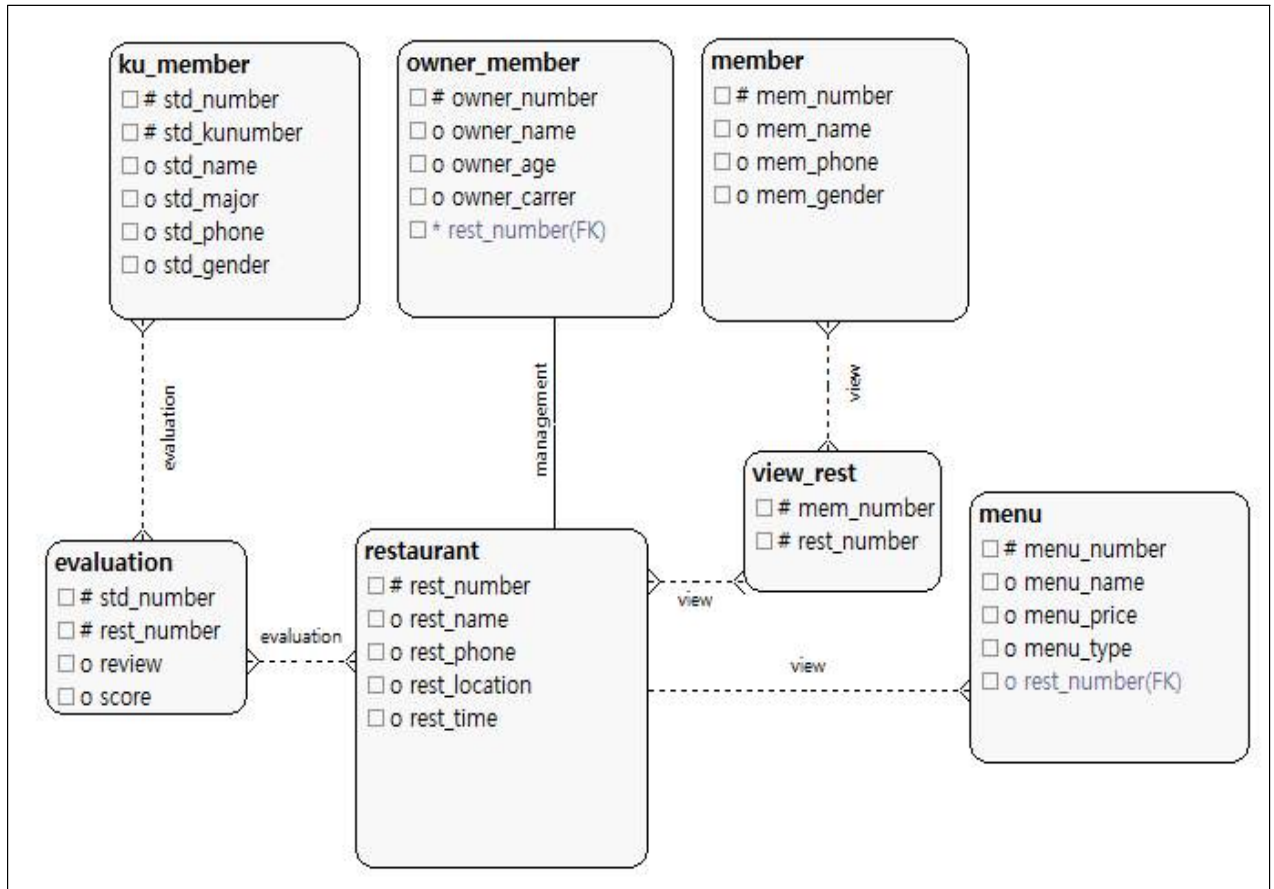 ku_member
# std_number
# std_kunumber
o std_name
o std_major
o std_phone
o std_gender
owner_member
# owner_number
o owner_name
o owner_age
o owner_carrer
* rest_number(FK)
member
# mem_number
o mem_name
o mem_phone
o mem_gender
evaluation
management
view
view_rest
# mem_number
# rest_number
evaluation
# std_number
# rest_number
o review
o score
evaluation
restaurant
# rest_number
o rest_name
o rest_phone
o rest_location
o rest_time
view
view
menu
# menu_number
o menu_name
o menu_price
o menu_type
o rest_number(FK)